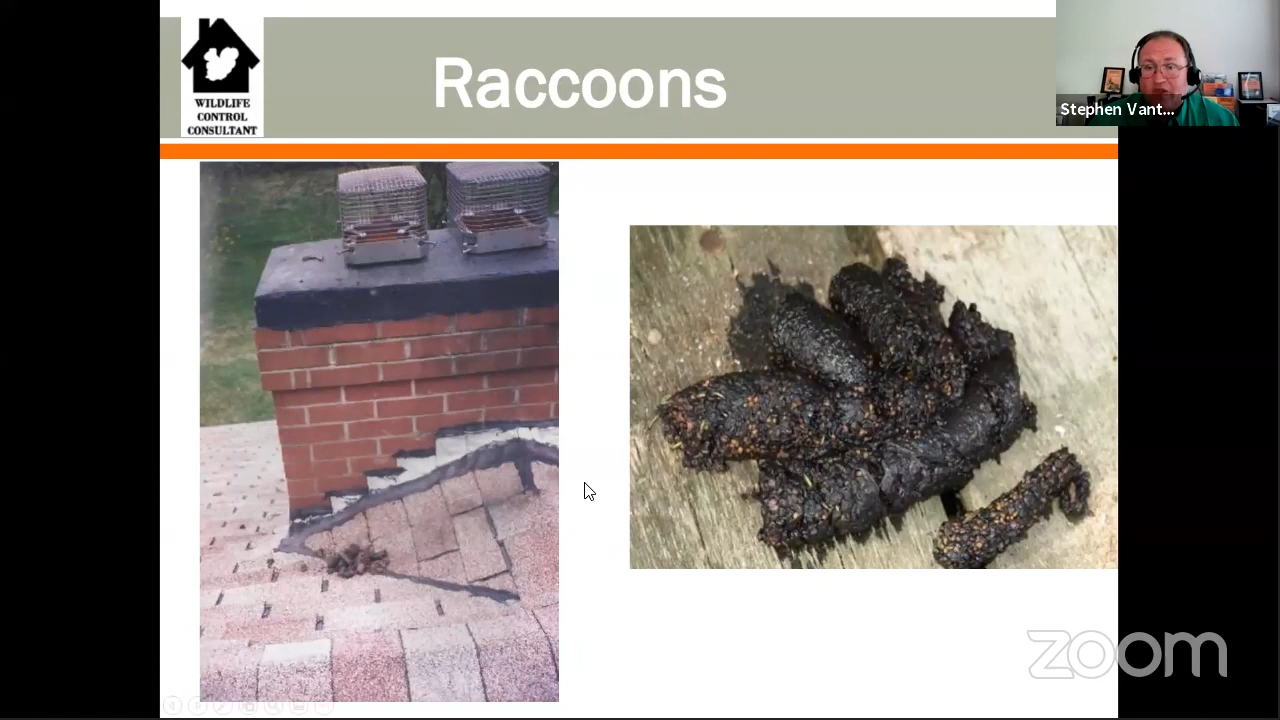 Raccoons
WILDLIFE
CONTROL
CONSULTANT
Stephen Vant...
zoom